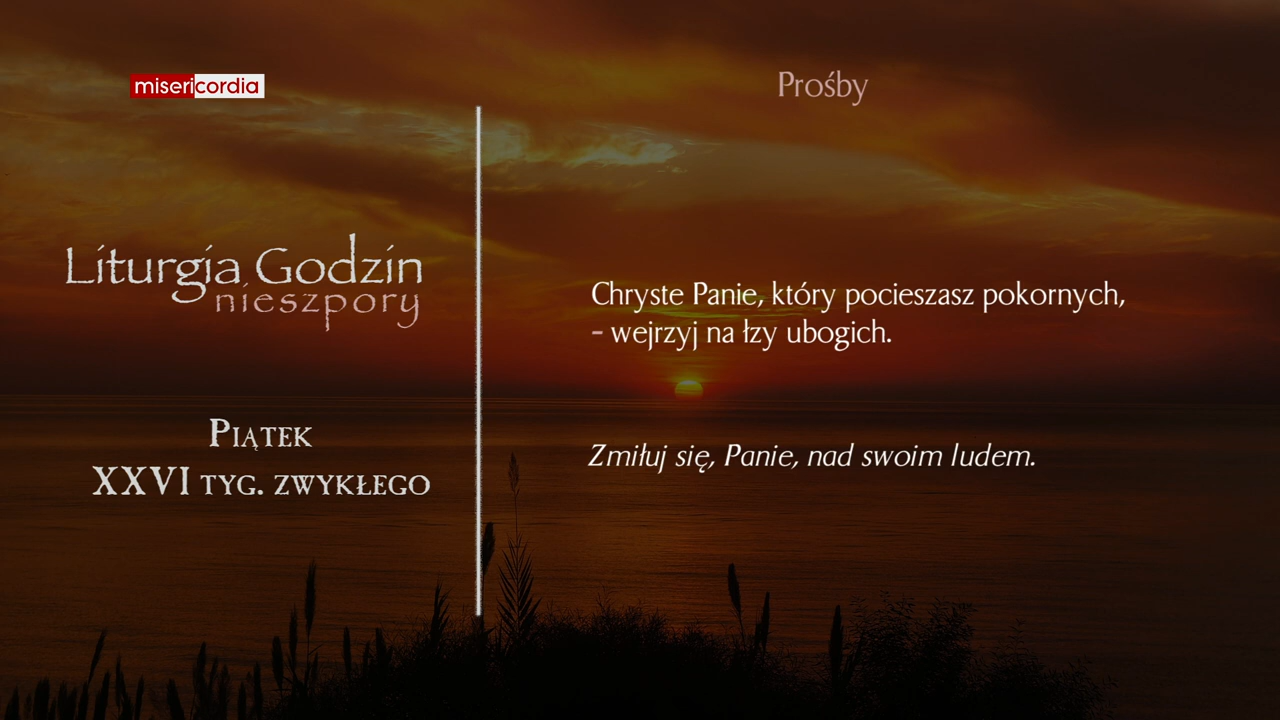 misericordia
Prośby
Liturgia Godzin
nieszpory
Chryste Panie, który pocieszasz pokornych,
- wejrzyj na łzy ubogich.
Piątek
XXVI tyg. zwykłego
Zmiłuj się, Panie, nad swoim ludem.